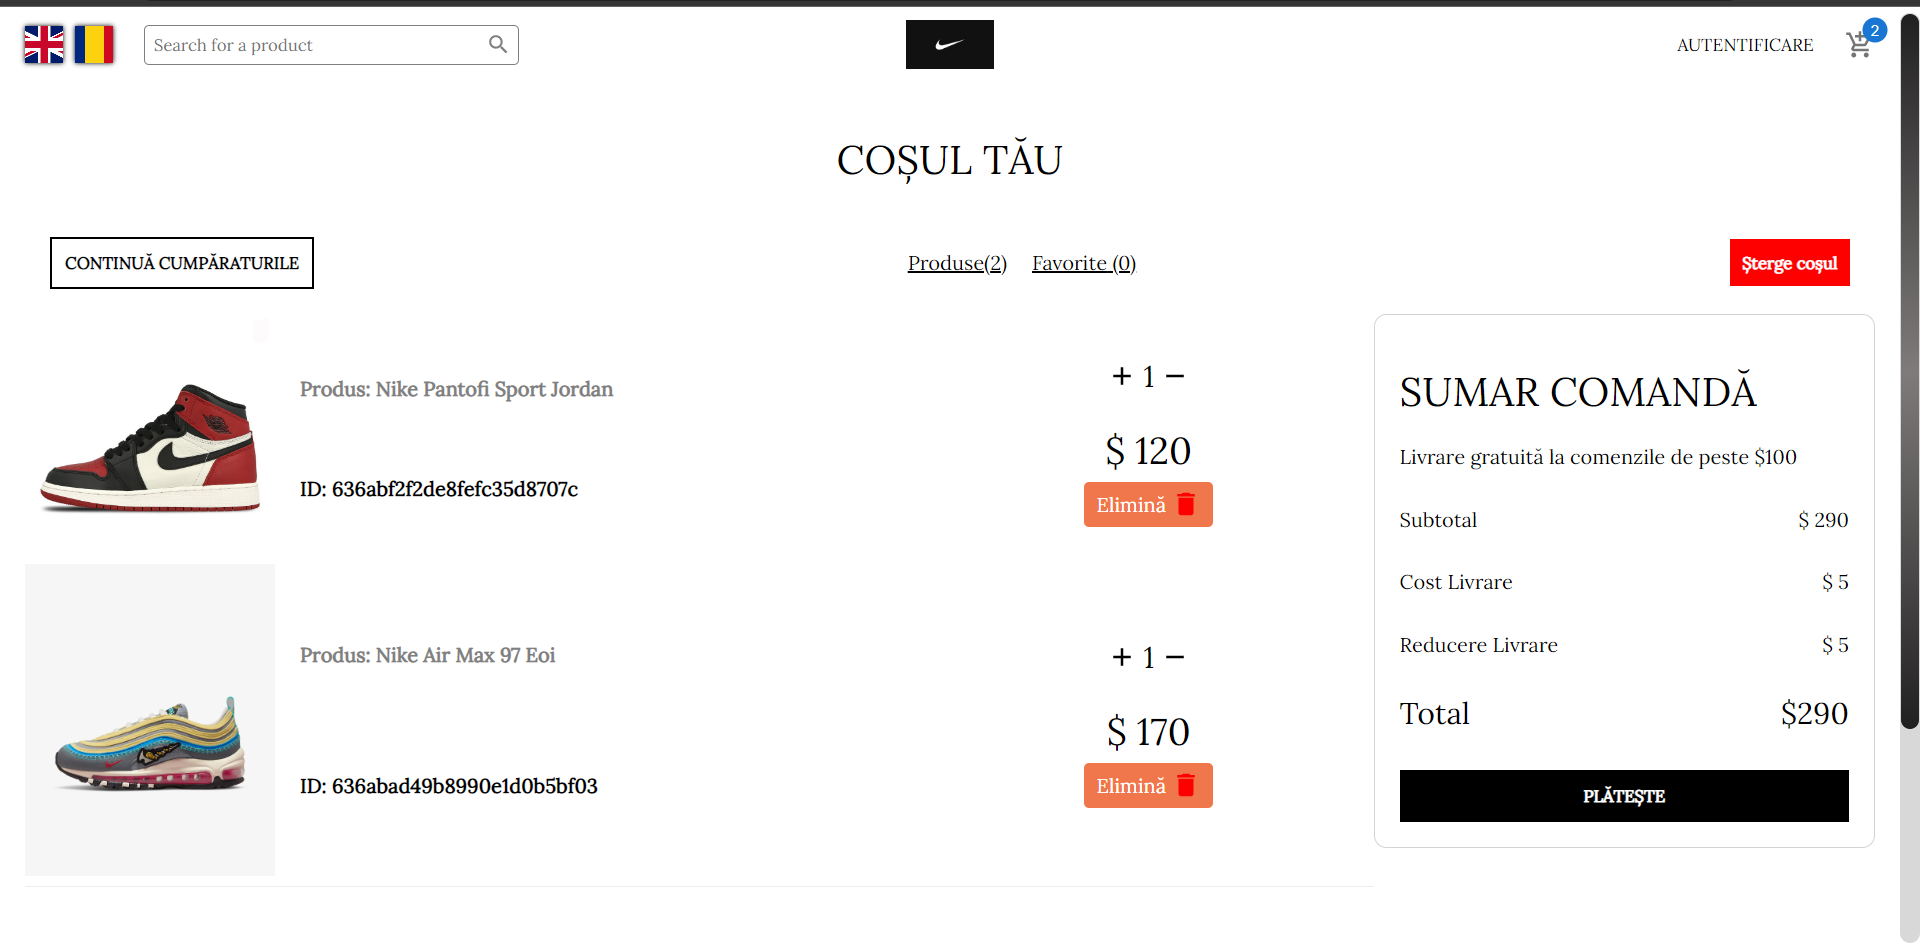 Search for a product
AUTENTIFICARE
2
COȘUL TĂU
CONTINUĂ CUMPĂRATURILE
Produse(2)
Favorite (0)
Șterge coșul
Produs: Nike Pantofi Sport Jordan
ID: 636abf2f2de8fefc35d8707c
+ 1 −
$ 120
Elimină
Produs: Nike Air Max 97 Eoi
ID: 636abad49b8990e1d0b5bf03
+ 1 −
$ 170
Elimină
SUMAR COMANDĂ
Livrare gratuită la comenzile de peste $100
Subtotal $ 290
Cost Livrare $ 5
Reducere Livrare $ 5
Total $290
PLĂTEȘTE